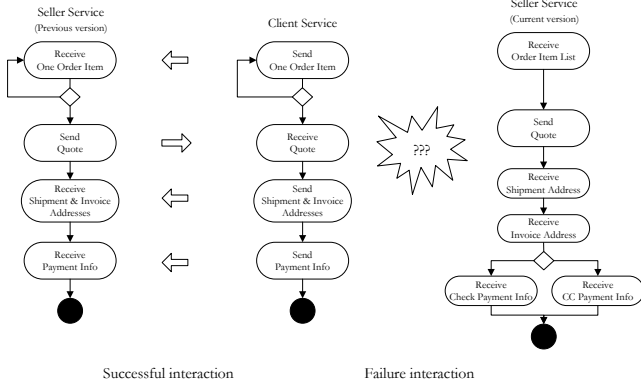 Seller Service
(Previous version)
Receive
One Order Item
Send
Quote
Receive
Shipment & Invoice
Addresses
Receive
Payment Info
Client Service
Send
One Order Item
Receive
Quote
Send
Shipment & Invoice
Addresses
Send
Payment Info
???
Seller Service
(Current version)
Receive
Order Item List
Send
Quote
Receive
Shipment Address
Receive
Invoice Address
Receive
Check Payment Info
Receive
CC Payment Info
Successful interaction
Failure interaction